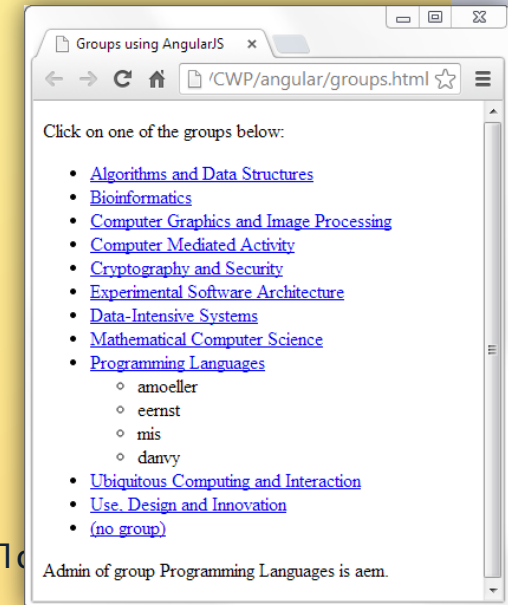 Groups using AngularJS
/CWP/angular/groups.html
Click on one of the groups below:
Algorithms and Data Structures
Bioinformatics
Computer Graphics and Image Processing
Computer Mediated Activity
Cryptography and Security
Experimental Software Architecture
Data-Intensive Systems
Mathematical Computer Science
Programming Languages
amoeller
eernst
mis
danvy
Ubiquitous Computing and Interaction
Use, Design and Innovation
(no group)
Admin of group Programming Languages is aem.